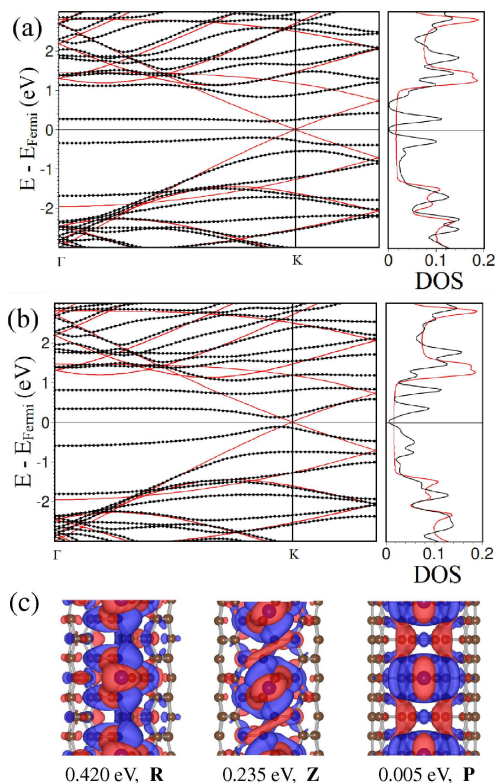 (a)
E - E_Fermi (eV)
2
1
0
-1
-2
Γ
K
0
0.1
0.2
DOS
(b)
E - E_Fermi (eV)
2
1
0
-1
-2
Γ
K
0
0.1
0.2
DOS
(c)
0.420 eV, R
0.235 eV, Z
0.005 eV, P